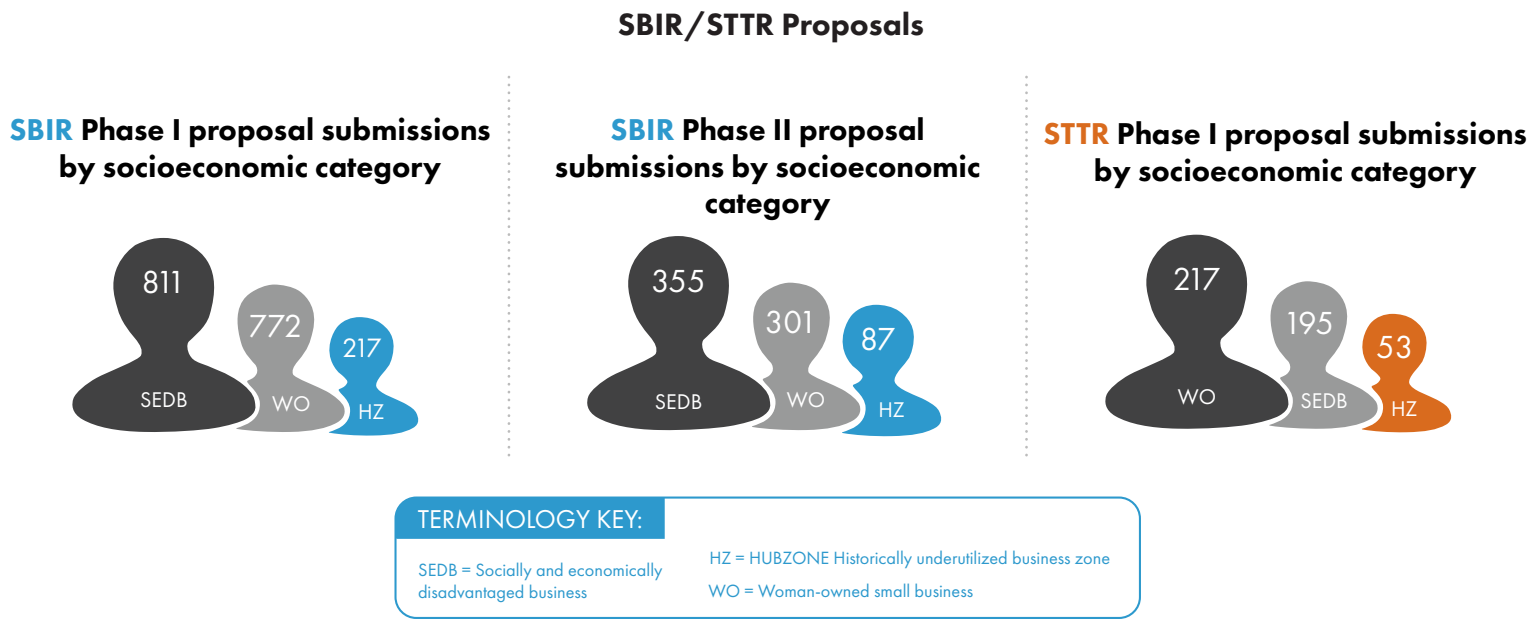 SBIR/STTR Proposals
SBIR Phase I proposal submissions
by socioeconomic category
811
SEDB
772
WO
217
HZ
SBIR Phase II proposal
submissions by socioeconomic
category
355
SEDB
301
WO
87
HZ
STTR Phase I proposal submissions
by socioeconomic category
217
WO
195
SEDB
53
HZ
TERMINOLOGY KEY:
SEDB = Socially and economically
disadvantaged business
HZ = HUBZONE Historically underutilized business zone
WO = Woman-owned small business